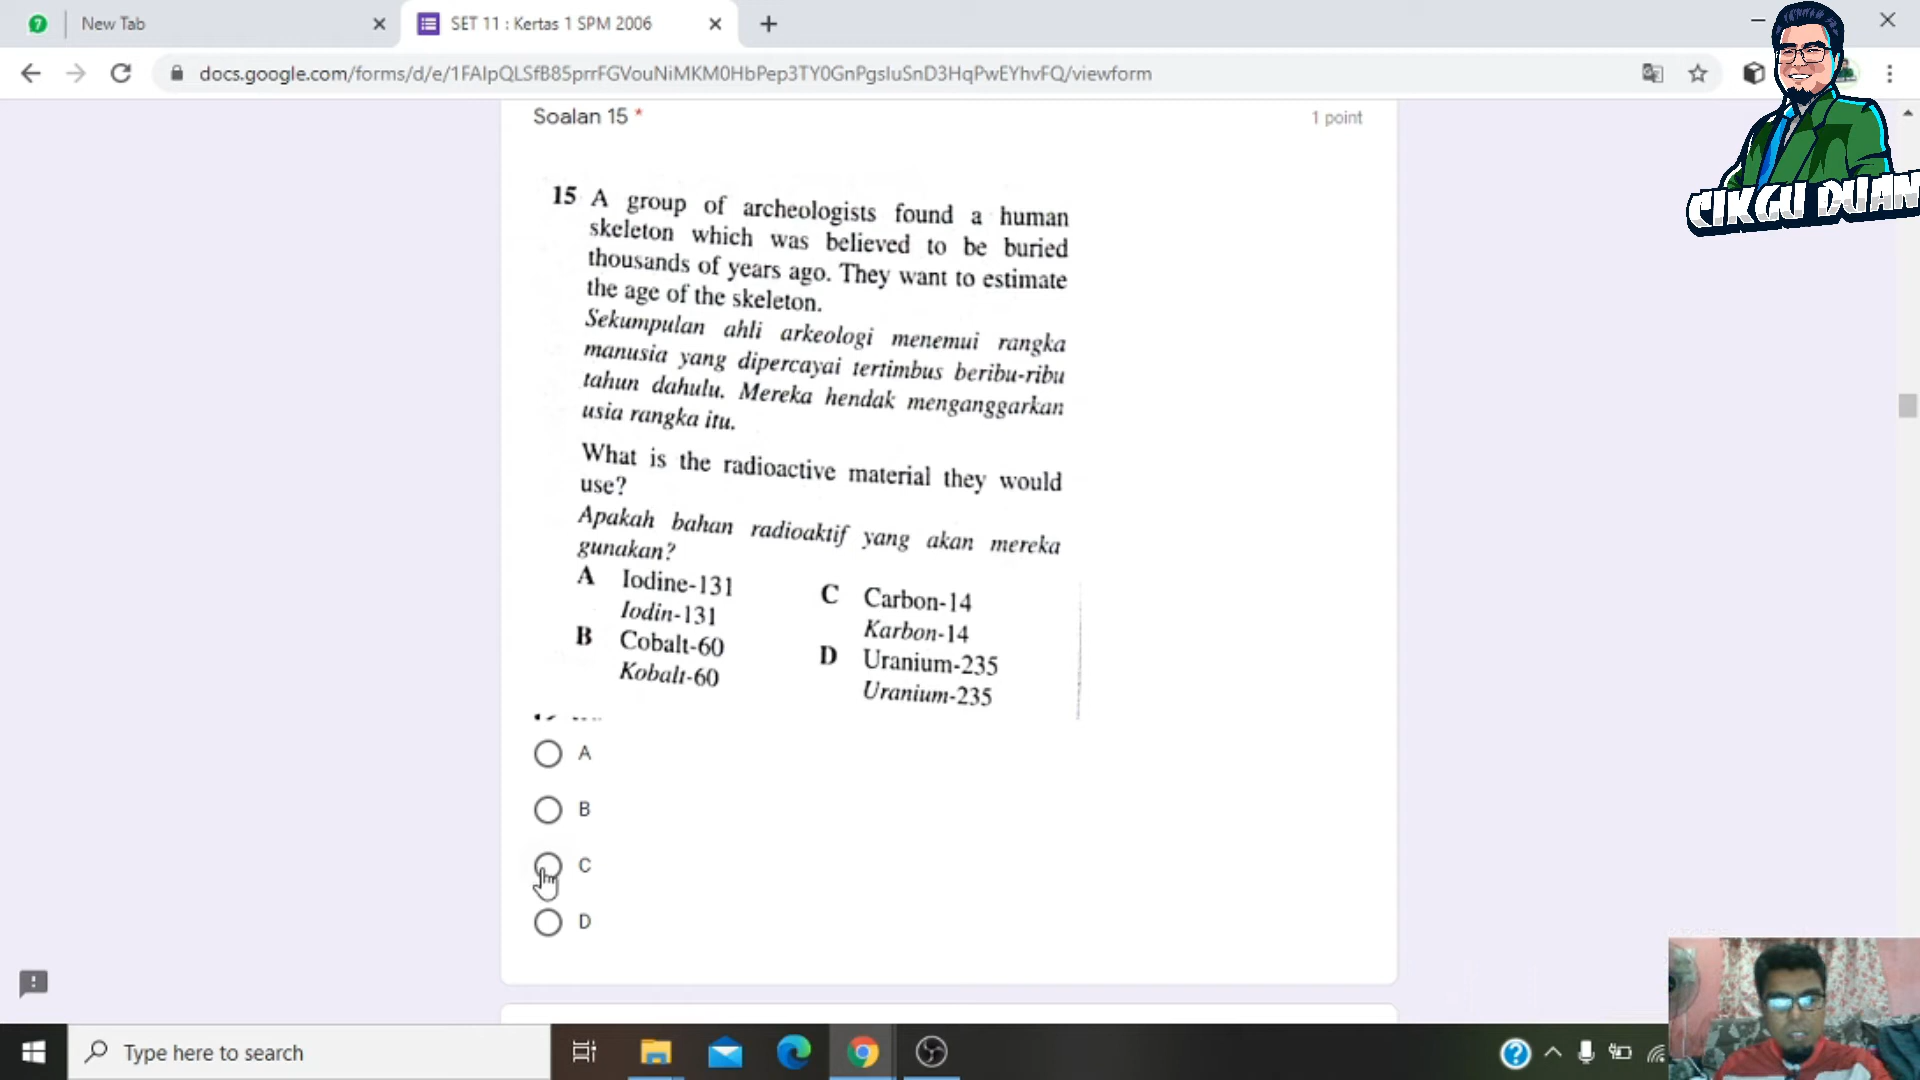 7
New Tab
SET 11 : Kertas 1 SPM 2006
docs.google.com/forms/d/e/1FAIpQLSfB85prrFGVouNiMKM0HbPep3TY0GnPgsIuSnD3HqPwEYhvFQ/viewform
CIKGU DUAN
Soalan 15 *
1 point
15 A group of archeologists found a human
skeleton which was believed to be buried
thousands of years ago. They want to estimate
the age of the skeleton.
Sekumpulan ahli arkeologi menemui rangka
manusia yang dipercayai tertimbus beribu-ribu
tahun dahulu. Mereka hendak menganggarkan
usia rangka itu.
What is the radioactive material they would
use?
Apakah bahan radioaktif yang akan mereka
gunakan?
A Iodine-131
Iodin-131
B Cobalt-60
Kobalt-60
C Carbon-14
Karbon-14
D Uranium-235
Uranium-235
A
B
C
D
Type here to search